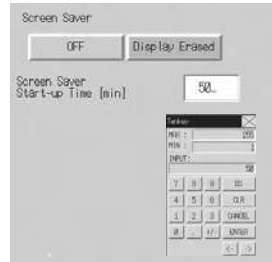 Screen Saver
OFF
Display Erased
Screen Saver
Start-up Time [min]
50_
Tenkey
MAX : 255
MIN : 1
INPUT:
50
7 8 9 BS
4 5 6 CLR
1 2 3 CANCEL
0 . +/- ENTER
<- ->